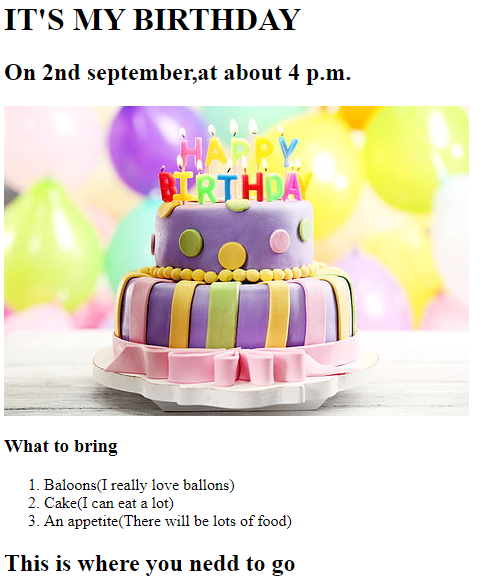 IT'S MY BIRTHDAY
On 2nd september,at about 4 p.m.
HAPPY
BIRTHDAY
What to bring
1. Baloons(I really love ballons)
2. Cake(I can eat a lot)
3. An appetite(There will be lots of food)
This is where you nedd to go